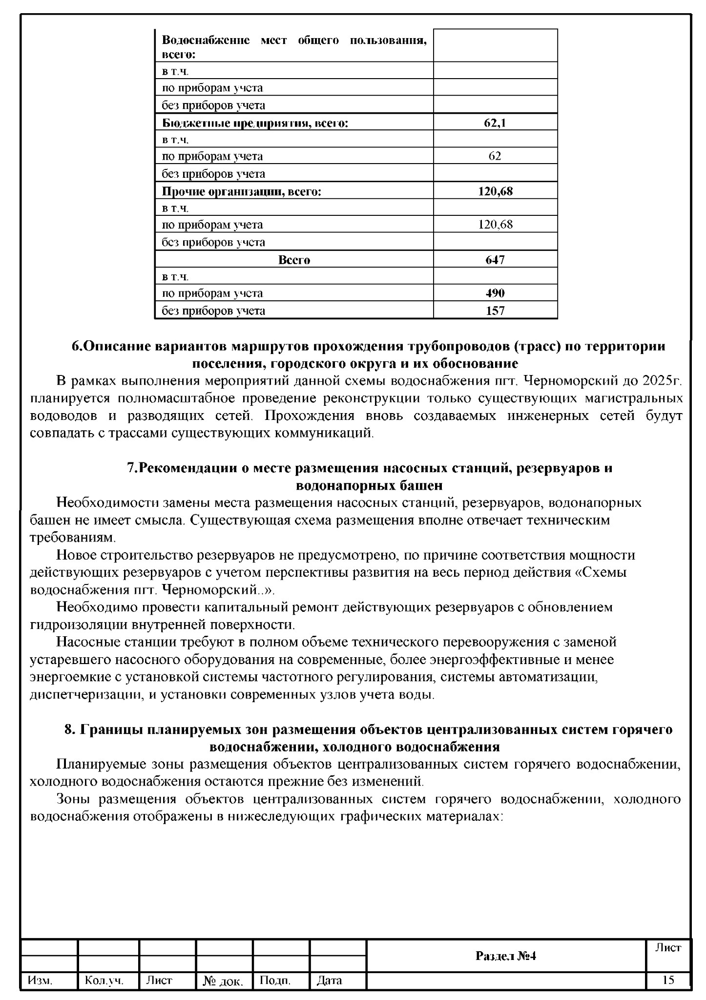 Водоснабжение мест общего пользования,
всего:
в т.ч.
по приборам учета
без приборов учета
Бюджетные предприятия, всего: 62,1
в т.ч.
по приборам учета 62
без приборов учета
Прочие организации, всего: 120,68
в т.ч.
по приборам учета 120,68
без приборов учета
Всего 647
в т.ч.
по приборам учета 490
без приборов учета 157
6.Описание вариантов маршрутов прохождения трубопроводов (трасс) по территории
поселения, городского округа и их обоснование
В рамках выполнения мероприятий данной схемы водоснабжения пгт. Черноморский до 2025г.
планируется полномасштабное проведение реконструкции только существующих магистральных
водоводов и разводящих сетей. Прохождения вновь создаваемых инженерных сетей будут
совпадать с трассами существующих коммуникаций.
7.Рекомендации о месте размещения насосных станций, резервуаров и
водонапорных башен
Необходимости замены места размещения насосных станций, резервуаров, водонапорных
башен не имеет смысла. Существующая схема размещения вполне отвечает техническим
требованиям.
Новое строительство резервуаров не предусмотрено, по причине соответствия мощности
действующих резервуаров с учетом перспективы развития на весь период действия «Схемы
водоснабжения пгт. Черноморский..».
Необходимо провести капитальный ремонт действующих резервуаров с обновлением
гидроизоляции внутренней поверхности.
Насосные станции требуют в полном объеме технического перевооружения с заменой
устаревшего насосного оборудования на современные, более энергоэффективные и менее
энергоемкие с установкой системы частотного регулирования, системы автоматизации,
диспетчеризации, и установки современных узлов учета воды.
8. Границы планируемых зон размещения объектов централизованных систем горячего
водоснабжении, холодного водоснабжения
Планируемые зоны размещения объектов централизованных систем горячего водоснабжении,
холодного водоснабжения остаются прежние без изменений.
Зоны размещения объектов централизованных систем горячего водоснабжении, холодного
водоснабжения отображены в нижеследующих графических материалах:
Раздел №4 Лист
Изм. Кол.уч. Лист № док. Подп. Дата 15